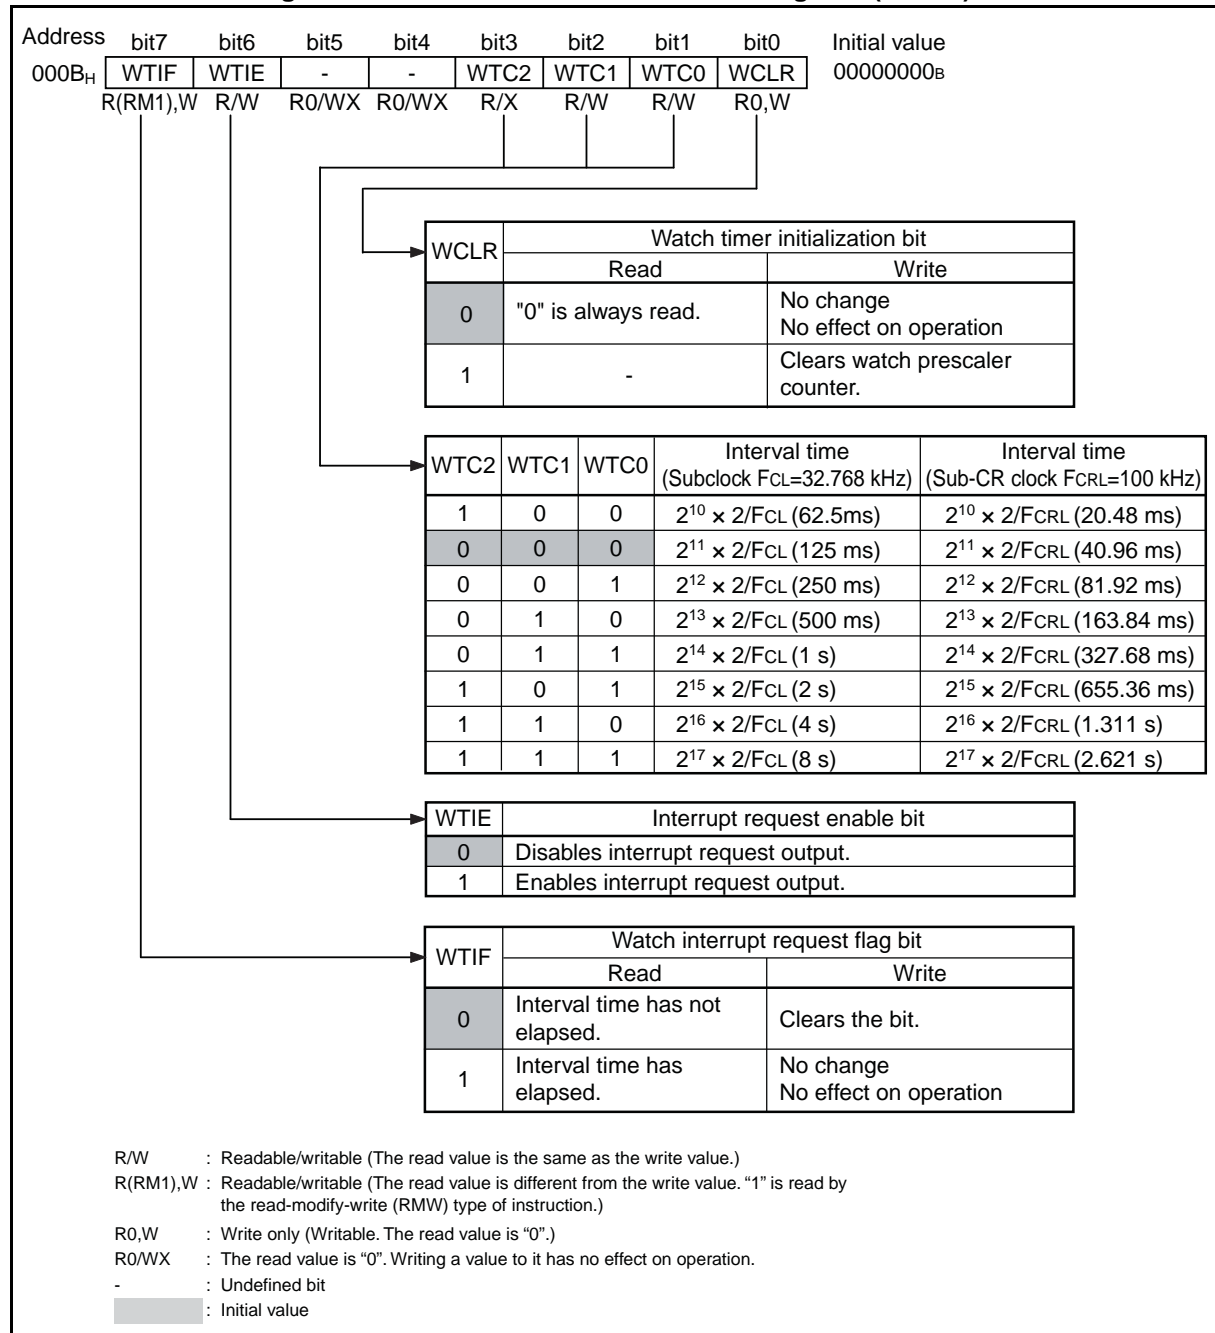 Address bit7 bit6 bit5 bit4 bit3 bit2 bit1 bit0 Initial value
000BH WTIF WTIE - - WTC2 WTC1 WTC0 WCLR 00000000B
R(RM1),W R/W R0/WX R0/WX R/X R/W R/W R0,W
WCLR Watch timer initialization bit
Read Write
0 "0" is always read. No change
No effect on operation
1 - Clears watch prescaler
counter.
WTC2 WTC1 WTC0 Interval time Interval time
(Subclock FCL=32.768 kHz) (Sub-CR clock FCRL=100 kHz)
1 0 0 2¹⁰ × 2/FCL (62.5ms) 2¹⁰ × 2/FCRL (20.48 ms)
0 0 0 2¹¹ × 2/FCL (125 ms) 2¹¹ × 2/FCRL (40.96 ms)
0 0 1 2¹² × 2/FCL (250 ms) 2¹² × 2/FCRL (81.92 ms)
0 1 0 2¹³ × 2/FCL (500 ms) 2¹³ × 2/FCRL (163.84 ms)
0 1 1 2¹⁴ × 2/FCL (1 s) 2¹⁴ × 2/FCRL (327.68 ms)
1 0 1 2¹⁵ × 2/FCL (2 s) 2¹⁵ × 2/FCRL (655.36 ms)
1 1 0 2¹⁶ × 2/FCL (4 s) 2¹⁶ × 2/FCRL (1.311 s)
1 1 1 2¹⁷ × 2/FCL (8 s) 2¹⁷ × 2/FCRL (2.621 s)
WTIE Interrupt request enable bit
0 Disables interrupt request output.
1 Enables interrupt request output.
WTIF Watch interrupt request flag bit
Read Write
0 Interval time has not
elapsed. Clears the bit.
1 Interval time has
elapsed. No change
No effect on operation
R/W : Readable/writable (The read value is the same as the write value.)
R(RM1),W : Readable/writable (The read value is different from the write value. “1” is read by
the read-modify-write (RMW) type of instruction.)
R0,W : Write only (Writable. The read value is “0”.)
R0/WX : The read value is “0”. Writing a value to it has no effect on operation.
- : Undefined bit
: Initial value